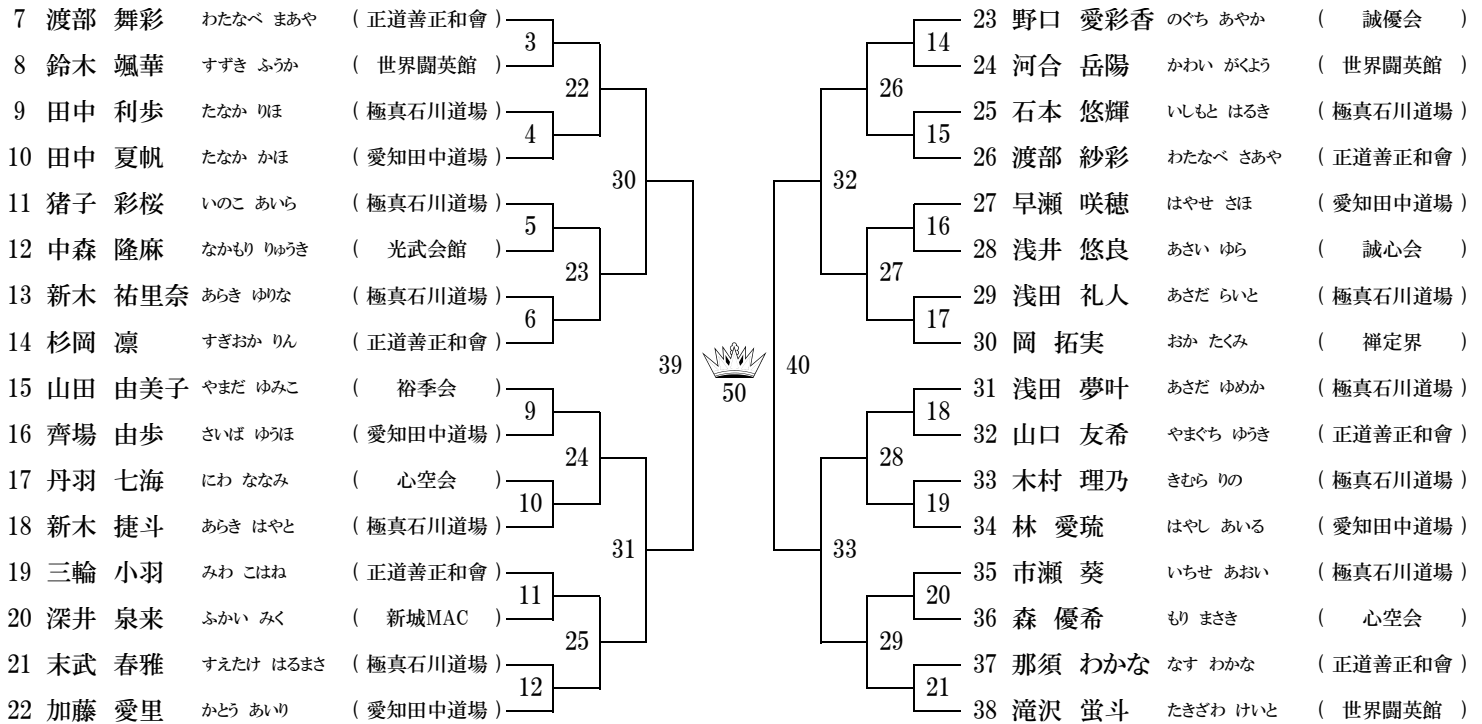 7 渡部 舞彩 わたなべ まあや (正道善正和會)
8 鈴木 颯華 すずき ふうか ( 世界闘英館 )
3
9 田中 利歩 たなか りほ (極真石川道場)
10 田中 夏帆 たなか かほ (愛知田中道場)
4
22
11 猪子 彩桜 いのこ あいら (極真石川道場)
12 中森 隆麻 なかもり りゅうき ( 光武会館 )
5
13 新木 祐里奈 あらき ゆりな (極真石川道場)
14 杉岡 凛 すぎおか りん (正道善正和會)
6
23
30
15 山田 由美子 やまだ ゆみこ ( 裕季会 )
16 齊場 由歩 さいば ゆうほ (愛知田中道場)
9
17 丹羽 七海 にわ ななみ ( 心空会 )
18 新木 捷斗 あらき はやと (極真石川道場)
10
24
19 三輪 小羽 みわ こはね (正道善正和會)
20 深井 泉来 ふかい みく ( 新城MAC )
11
21 末武 春雅 すえたけ はるまさ (極真石川道場)
22 加藤 愛里 かとう あいり (愛知田中道場)
12
25
31
39
50
40
23 野口 愛彩香 のぐち あやか ( 誠優会 )
24 河合 岳陽 かわい がくよう ( 世界闘英館 )
14
25 石本 悠輝 いしもと はるき (極真石川道場)
26 渡部 紗彩 わたなべ さあや (正道善正和會)
15
26
27 早瀬 咲穂 はやせ さほ (愛知田中道場)
28 浅井 悠良 あさい ゆら ( 誠心会 )
16
29 浅田 礼人 あさだ らいと (極真石川道場)
30 岡 拓実 おか たくみ ( 禅定界 )
17
27
32
31 浅田 夢叶 あさだ ゆめか (極真石川道場)
32 山口 友希 やまぐち ゆうき (正道善正和會)
18
33 木村 理乃 きむら りの (極真石川道場)
34 林 愛琉 はやし あいる (愛知田中道場)
19
28
35 市瀬 葵 いちせ あおい (極真石川道場)
36 森 優希 もり まさき ( 心空会 )
20
37 那須 わかな なす わかな (正道善正和會)
38 滝沢 蛍斗 たきざわ けいと ( 世界闘英館 )
21
29
33